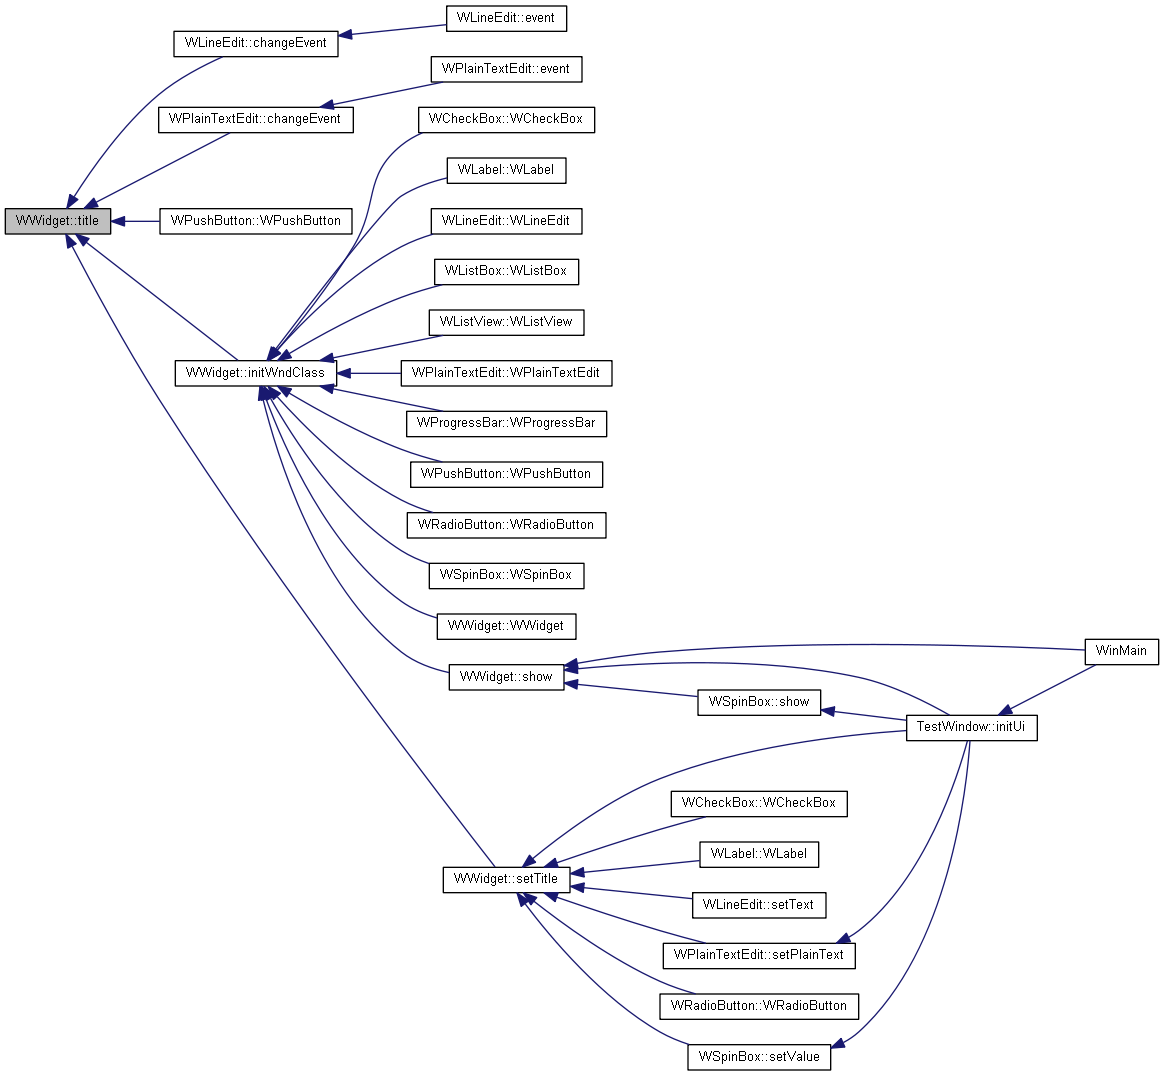 WLineEdit::event
WLineEdit::changeEvent
WPlainTextEdit::event
WPlainTextEdit::changeEvent
WCheckBox::WCheckBox
WLabel::WLabel
WWidget::title
WPushButton::WPushButton
WLineEdit::WLineEdit
WListBox::WListBox
WListView::WListView
WWidget::initWndClass
WPlainTextEdit::WPlainTextEdit
WProgressBar::WProgressBar
WPushButton::WPushButton
WRadioButton::WRadioButton
WSpinBox::WSpinBox
WWidget::WWidget
WinMain
WWidget::show
WSpinBox::show
TestWindow::initUi
WCheckBox::WCheckBox
WLabel::WLabel
WWidget::setTitle
WLineEdit::setText
WPlainTextEdit::setPlainText
WRadioButton::WRadioButton
WSpinBox::setValue